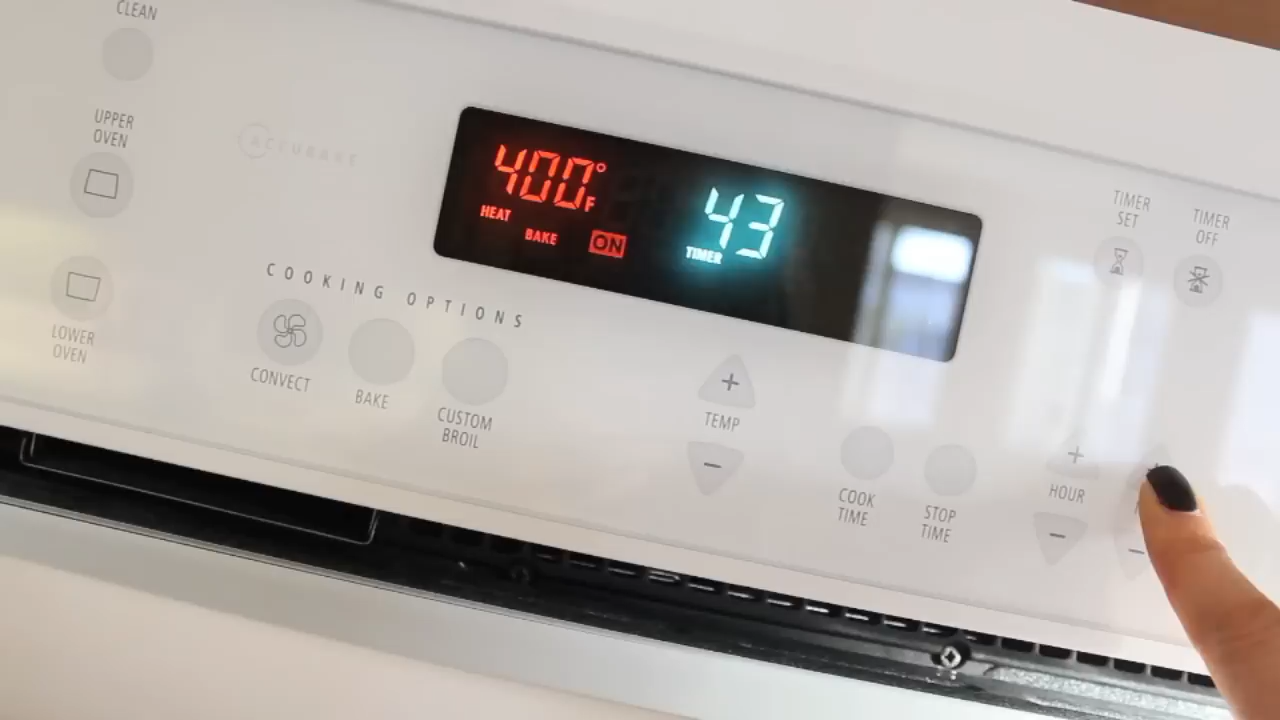 CLEAN
UPPER
OVEN
ACCUBAKE
400°F
HEAT
BAKE
ON
43
TIMER
TIMER
SET
TIMER
OFF
LOWER
OVEN
COOKING OPTIONS
CONVECT
BAKE
CUSTOM
BROIL
+
TEMP
−
COOK
TIME
STOP
TIME
+
HOUR
−
−